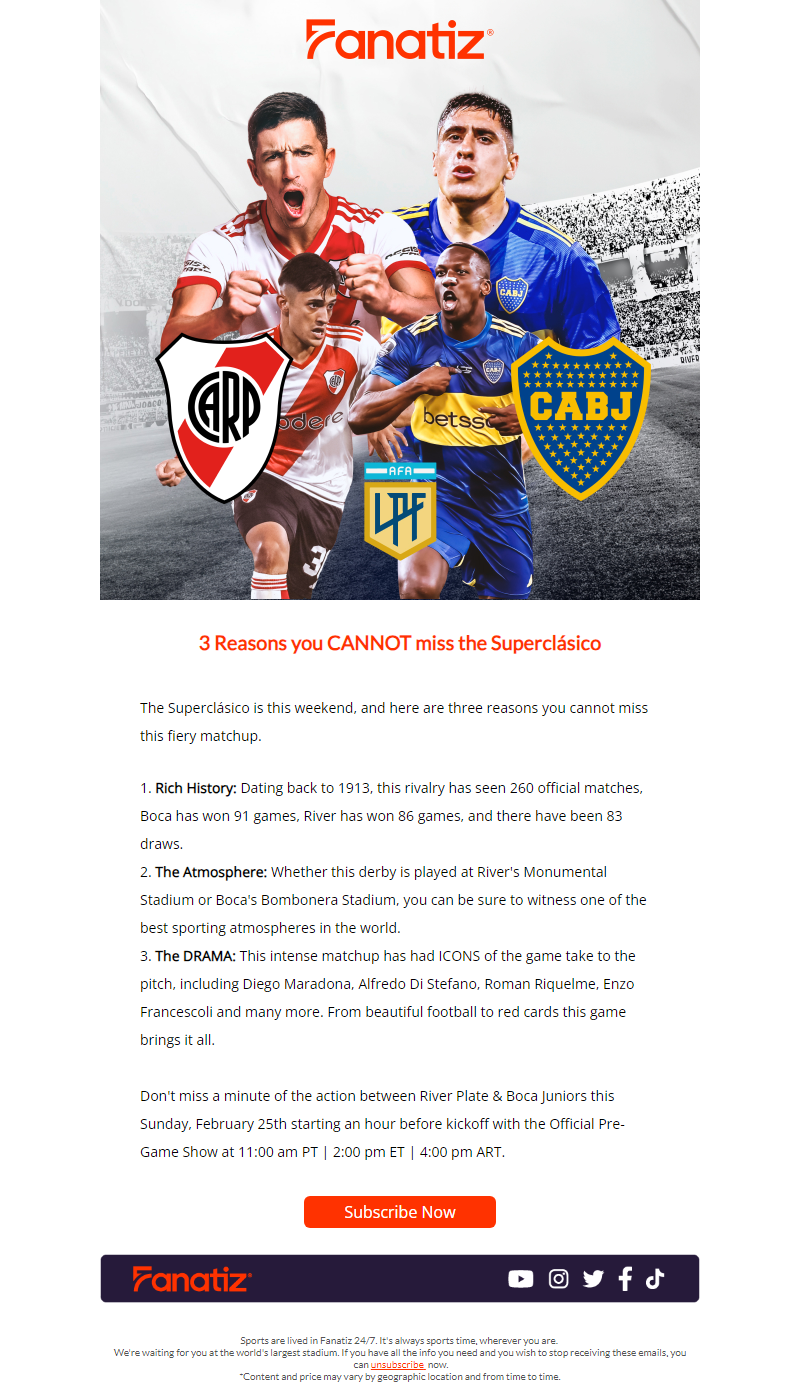 Fanatiz®
CABJ
CABJ
CARP
betsso
CABJ
AFA
LPF
3 Reasons you CANNOT miss the Superclásico
The Superclásico is this weekend, and here are three reasons you cannot miss
this fiery matchup.
1. Rich History: Dating back to 1913, this rivalry has seen 260 official matches,
Boca has won 91 games, River has won 86 games, and there have been 83
draws.
2. The Atmosphere: Whether this derby is played at River's Monumental
Stadium or Boca's Bombonera Stadium, you can be sure to witness one of the
best sporting atmospheres in the world.
3. The DRAMA: This intense matchup has had ICONS of the game take to the
pitch, including Diego Maradona, Alfredo Di Stefano, Roman Riquelme, Enzo
Francescoli and many more. From beautiful football to red cards this game
brings it all.
Don't miss a minute of the action between River Plate & Boca Juniors this
Sunday, February 25th starting an hour before kickoff with the Official Pre-
Game Show at 11:00 am PT | 2:00 pm ET | 4:00 pm ART.
Subscribe Now
Fanatiz®
Sports are lived in Fanatiz 24/7. It's always sports time, wherever you are.
We're waiting for you at the world's largest stadium. If you have all the info you need and you wish to stop receiving these emails, you
can unsubscribe now.
*Content and price may vary by geographic location and from time to time.